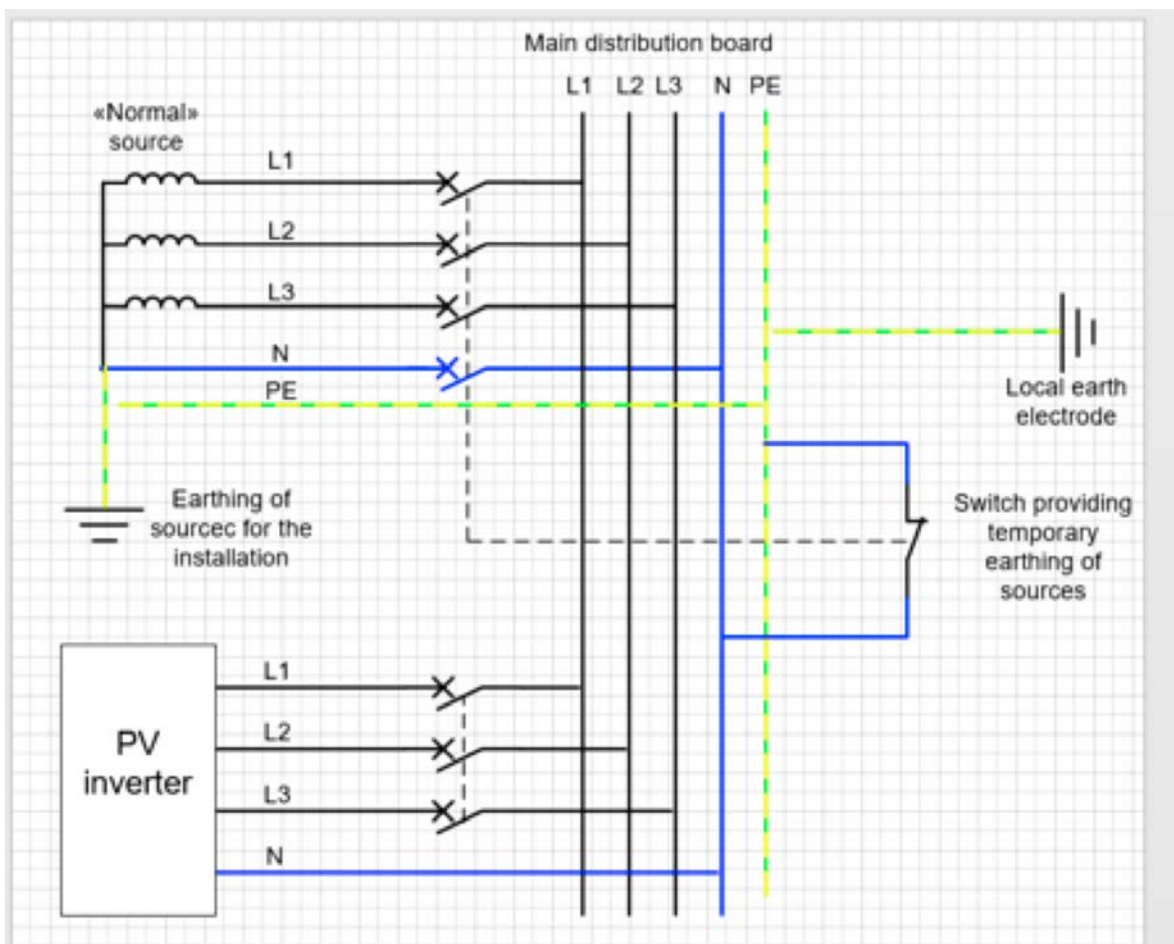 Main distribution board
L1 L2 L3 N PE
«Normal»
source
L1
L2
L3
N
PE
Local earth
electrode
Earthing of
sourcec for the
installation
Switch providing
temporary
earthing of
sources
PV
inverter
L1
L2
L3
N